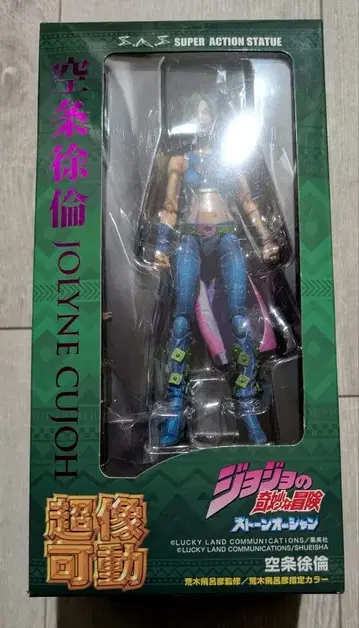 S.A.S SUPER ACTION STATUE
空条徐倫 JOLYNE CUJOH
超像
可動
ジョジョの
奇妙な冒険
ストーンオーシャン
©LUCKY LAND COMMUNICATIONS/集英社
©LUCKY LAND COMMUNICATIONS/SHUEISHA
空条徐倫
荒木飛呂彦監修/荒木飛呂彦指定カラー